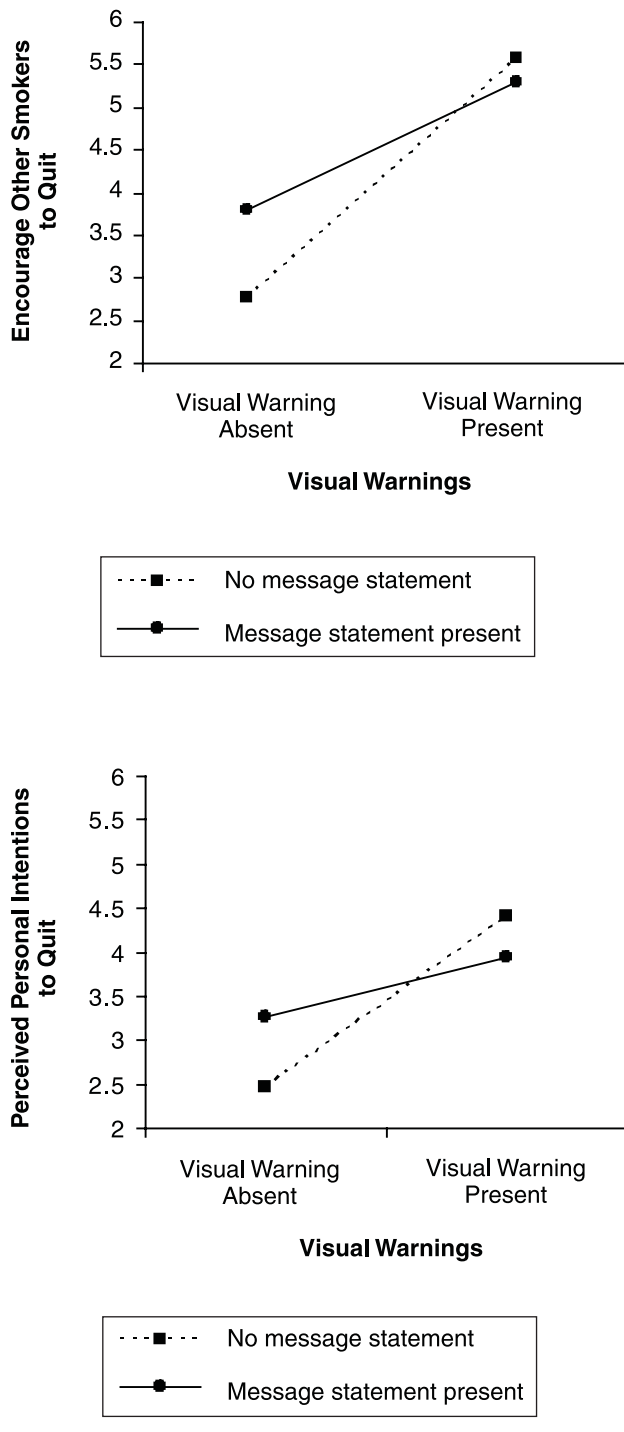 Encourage Other Smokers
to Quit
6
5.5
5
4.5
4
3.5
3
2.5
2
Visual Warning
Absent
Visual Warning
Present
Visual Warnings
No message statement
Message statement present
Perceived Personal Intentions
to Quit
6
5.5
5
4.5
4
3.5
3
2.5
2
Visual Warning
Absent
Visual Warning
Present
Visual Warnings
No message statement
Message statement present